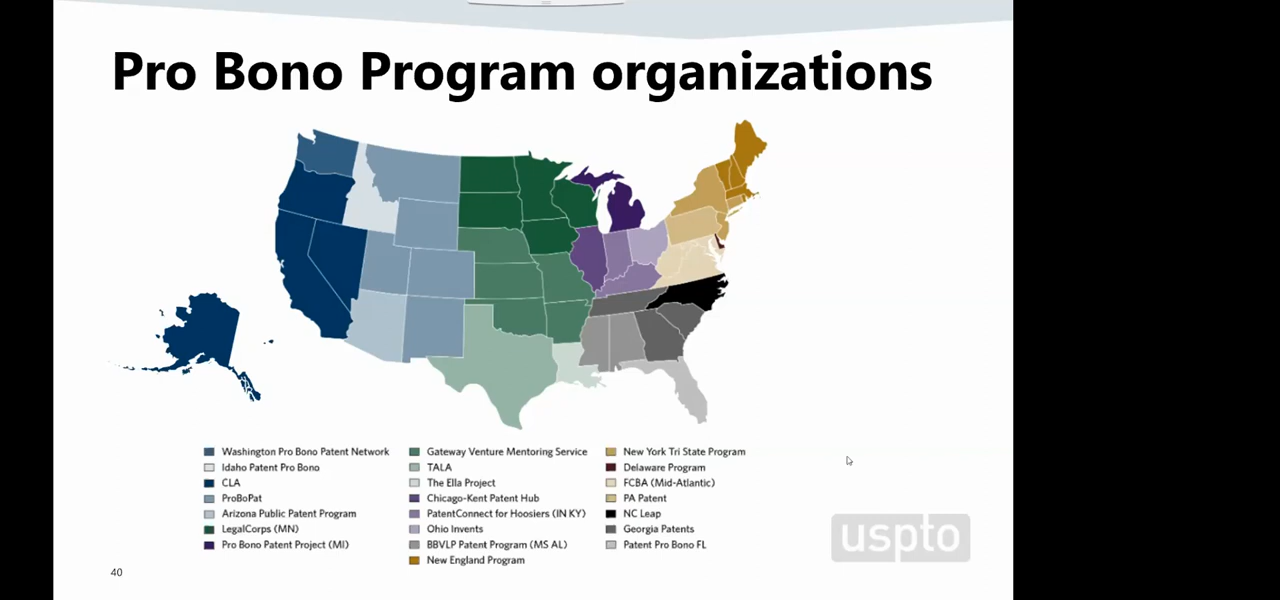 Pro Bono Program organizations
Washington Pro Bono Patent Network
Idaho Patent Pro Bono
CLA
ProBoPat
Arizona Public Patent Program
LegalCorps (MN)
Pro Bono Patent Project (MI)
Gateway Venture Mentoring Service
TALA
The Ella Project
Chicago-Kent Patent Hub
PatentConnect for Hoosiers (IN KY)
Ohio Invents
BBVLP Patent Program (MS AL)
New England Program
New York Tri State Program
Delaware Program
FCBA (Mid-Atlantic)
PA Patent
NC Leap
Georgia Patents
Patent Pro Bono FL
uspto
40